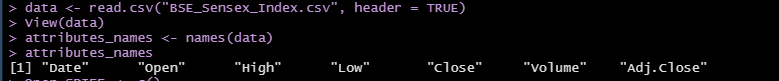 > data <- read.csv("BSE_Sensex_Index.csv", header = TRUE)
> View(data)
> attributes_names <- names(data)
> attributes_names
[1] "Date" "Open" "High" "Low" "Close" "Volume" "Adj.Close"